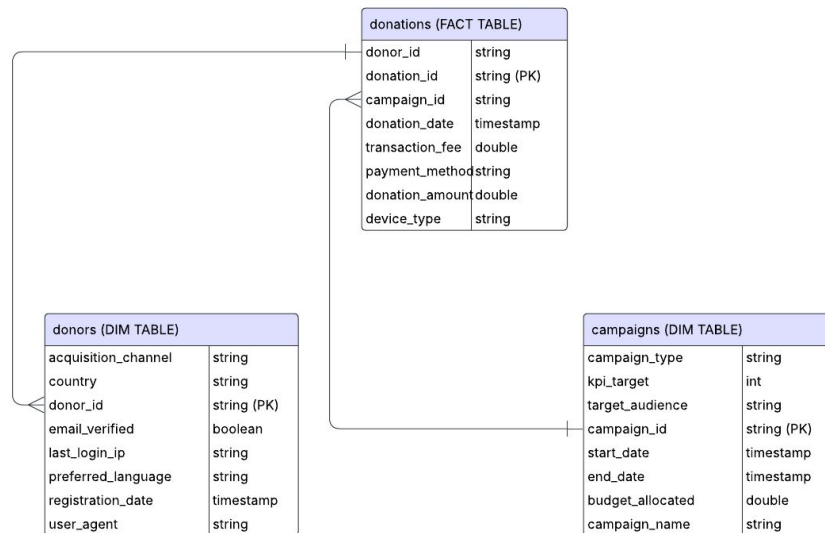 donations (FACT TABLE)
donor_id string
donation_id string (PK)
campaign_id string
donation_date timestamp
transaction_fee double
payment_method string
donation_amount double
device_type string
donors (DIM TABLE)
acquisition_channel string
country string
donor_id string (PK)
email_verified boolean
last_login_ip string
preferred_language string
registration_date timestamp
user_agent string
campaigns (DIM TABLE)
campaign_type string
kpi_target int
target_audience string
campaign_id string (PK)
start_date timestamp
end_date timestamp
budget_allocated double
campaign_name string